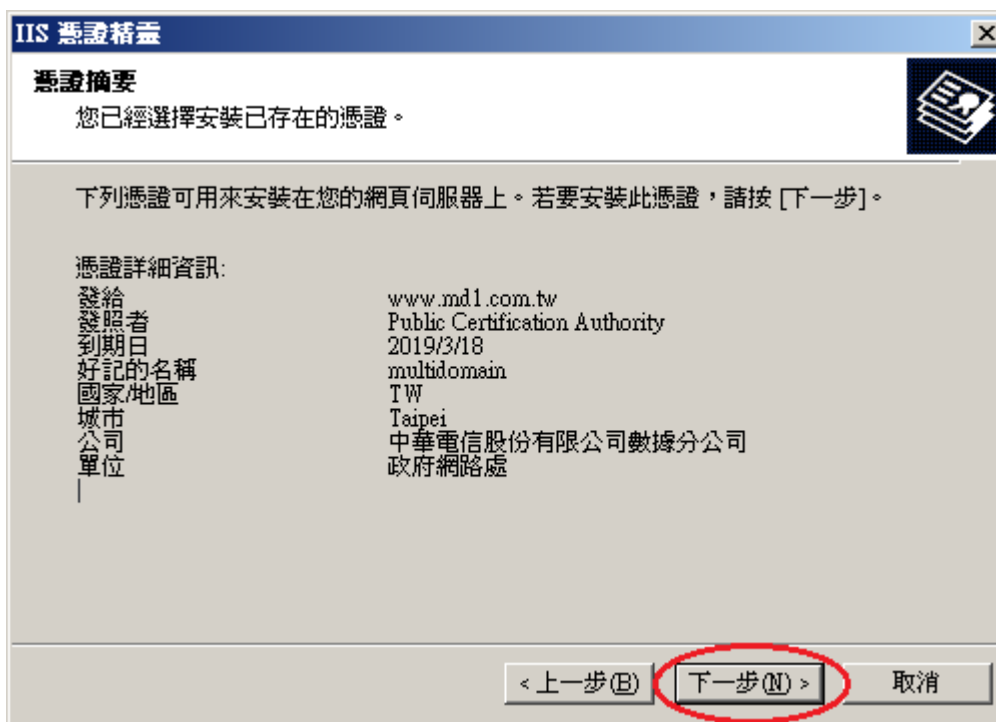 IIS 憑證精靈
憑證摘要
您已經選擇安裝已存在的憑證。
下列憑證可用來安裝在您的網頁伺服器上。若要安裝此憑證，請按 [下一步]。
憑證詳細資訊:
發給 www.md1.com.tw
發照者 Public Certification Authority
到期日 2019/3/18
好記的名稱 multidomain
國家/地區 TW
城市 Taipei
公司 中華電信股份有限公司數據分公司
單位 政府網路處
< 上一步(B) 下一步(N) > 取消